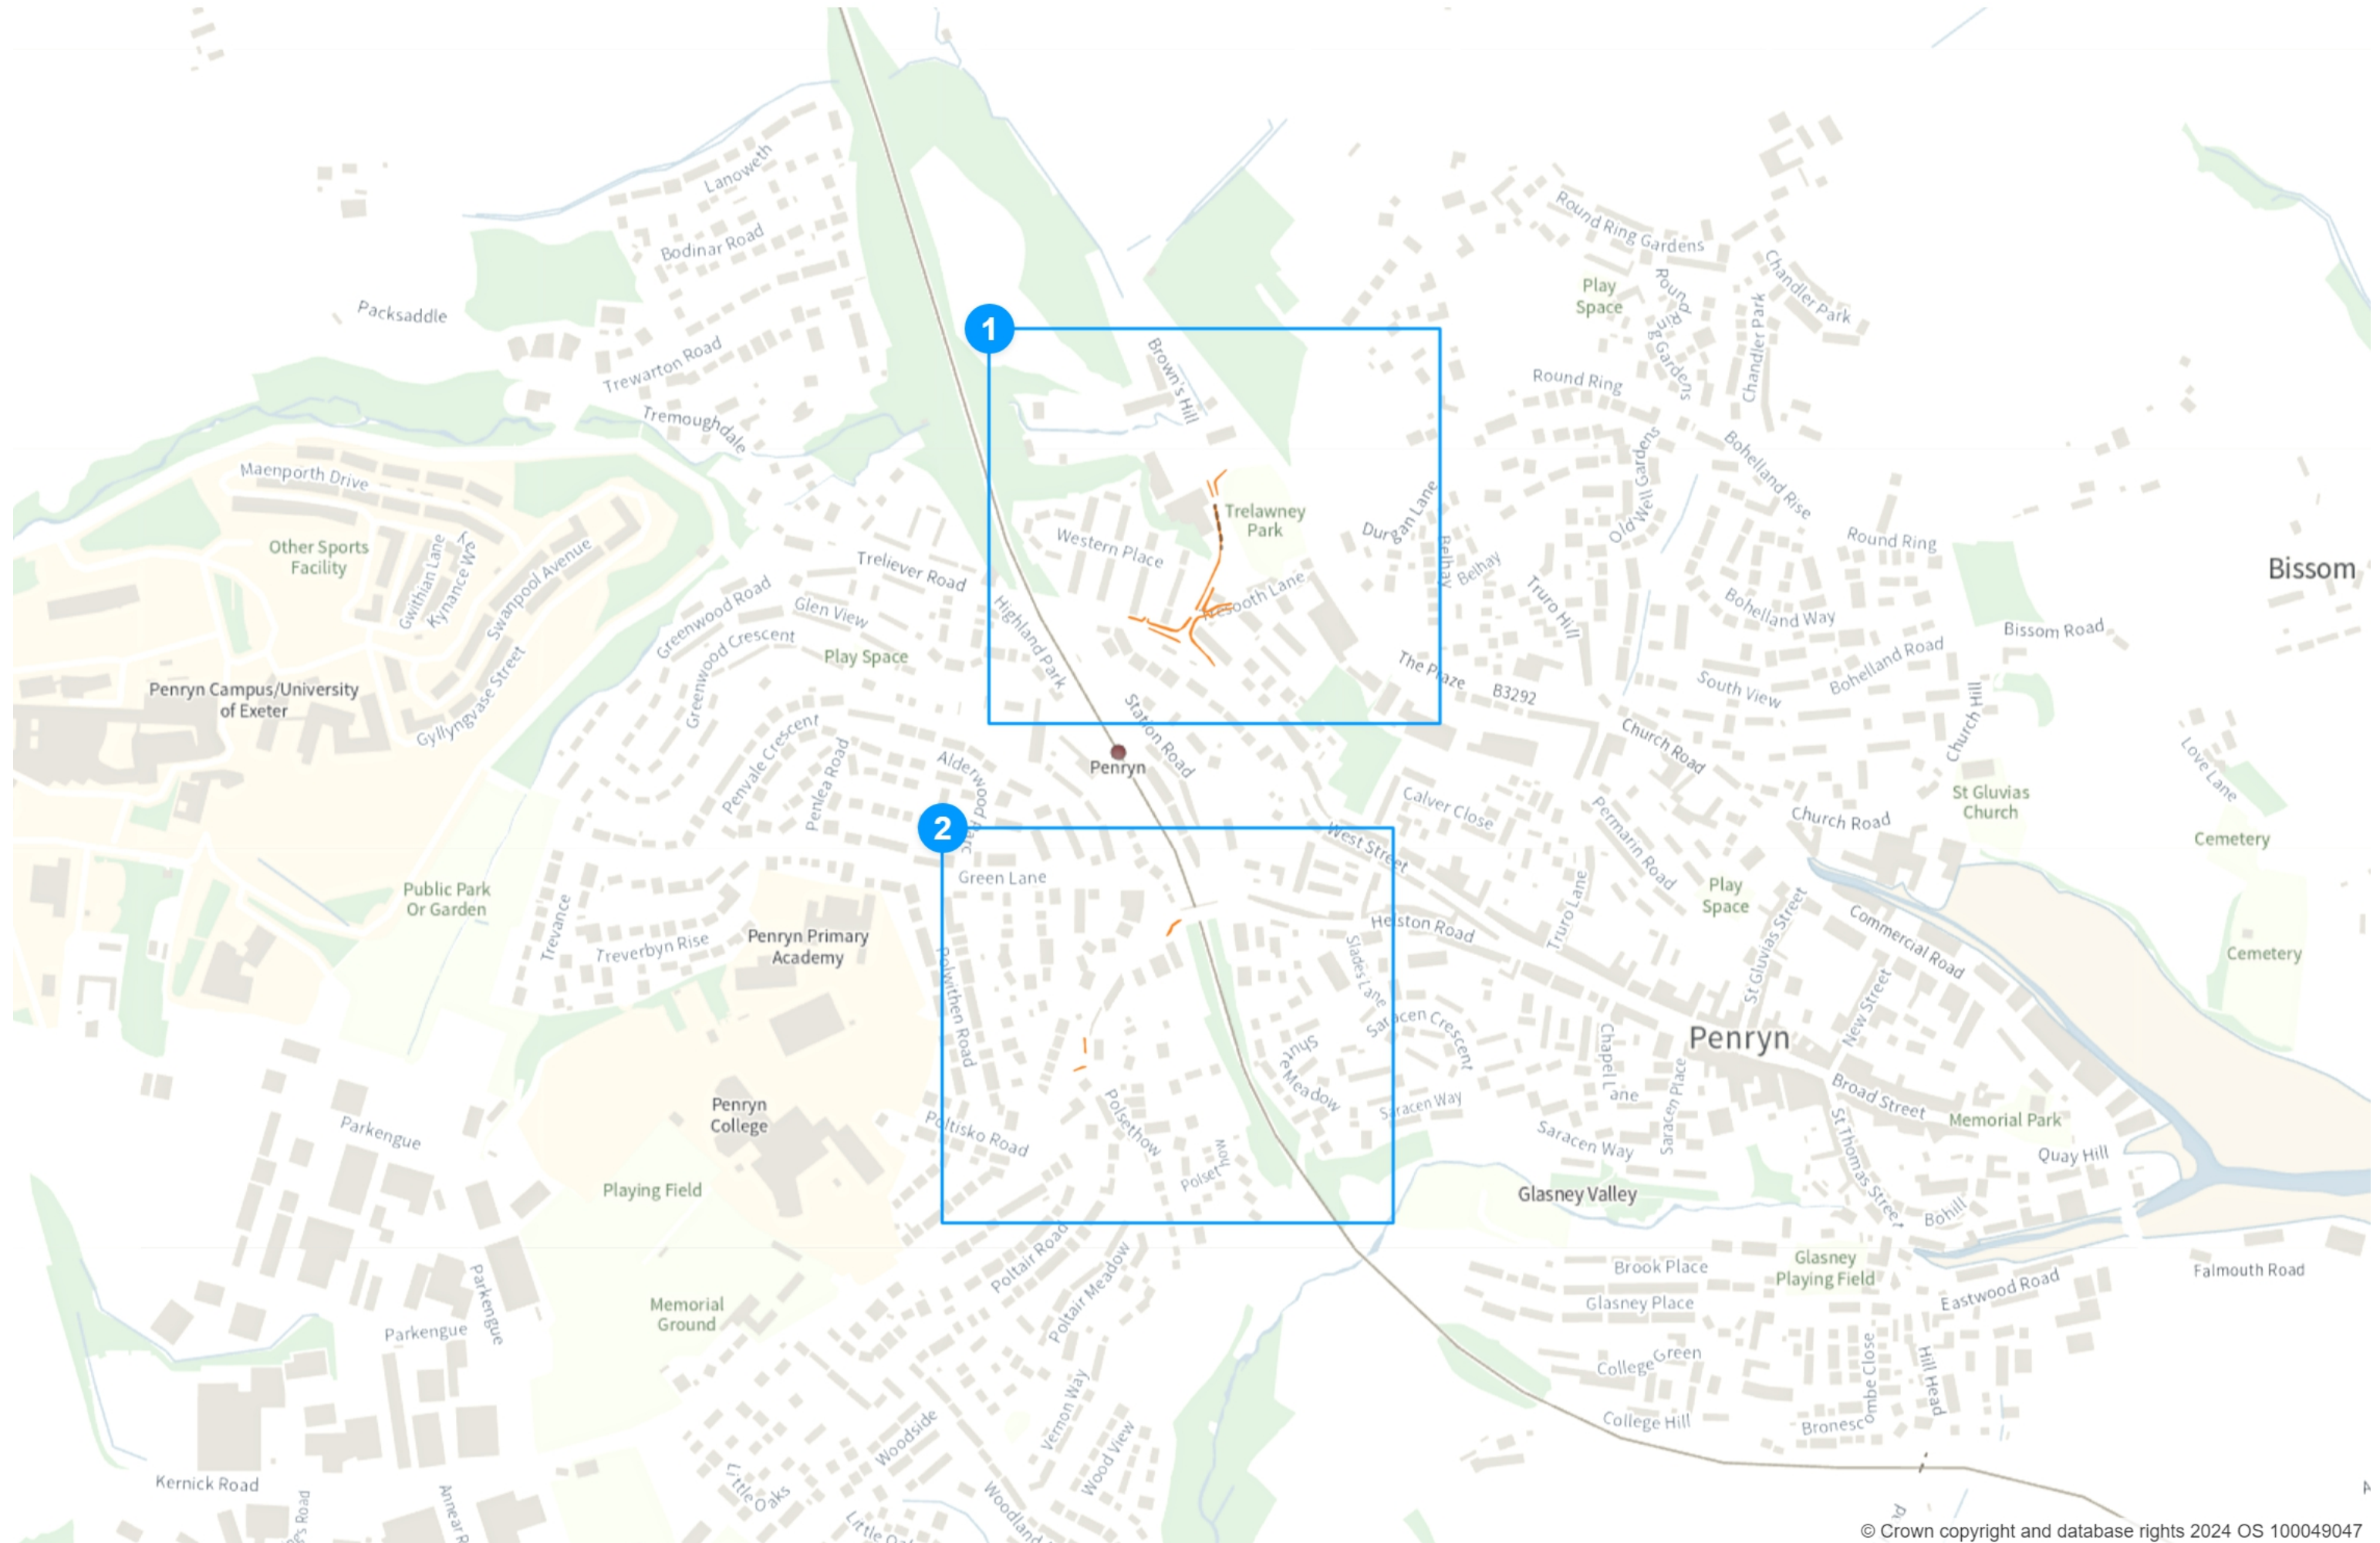 Lanoweth
Bodinar Road
Packsaddle
Trewarton Road
Tremoughdale
Round Ring Gardens
Play
Space
Round
Ring
Gardens
Chandler Park
Chandler Park
1
Brown's Hill
Round Ring
Maenporth Drive
Other Sports
Facility
Gwithian Lane
Kynance Wy
Swanpool Avenue
Gyllyngvase Street
Penryn Campus/University
of Exeter
Treliever Road
Greenwood Road
Glen View
Greenwood Crescent
Play Space
Highland Park
Western Place
Trelawney
Park
Durgan Lane
Belhay
Belhay
Old Well Gardens
Bohelland Rise
Round Ring
Bissom
Truro Hill
Bohelland Way
Bissom Road
Bohelland Road
The Praze
B3292
South View
Church Hill
Church Road
Love Lane
Station Road
Penryn
Penvale Crescent
Penlea Road
Alderwood Parc
Calver Close
Permarin Road
St Gluvias
Church
Church Road
Cemetery
2
West Street
Green Lane
Public Park
Or Garden
Trevance
Treverbyn Rise
Penryn Primary
Academy
Polwithen Road
Helston Road
Slades Lane
Truro Lane
Play
Space
St Gluvias Street
Commercial Road
Cemetery
New Street
Saracen Crescent
Shute Meadow
Chapel Lane
Penryn
Saracen Place
Broad Street
Memorial Park
Parkengue
Penryn
College
Poltisko Road
Polsethow
Polsethow
Saracen Way
Saracen Way
St Thomas Street
Quay Hill
Playing Field
Glasney Valley
Bohill
Poltair Road
Poltair Meadow
Brook Place
Glasney
Playing Field
Falmouth Road
Glasney Place
Eastwood Road
Parkengue
Parkengue
Memorial
Ground
College Green
Bronescombe Close
Hill Head
College Hill
Vernon Way
Wood View
Woodside
Little Oaks
Kernick Road
Annear R
Woodland
© Crown copyright and database rights 2024 OS 100049047